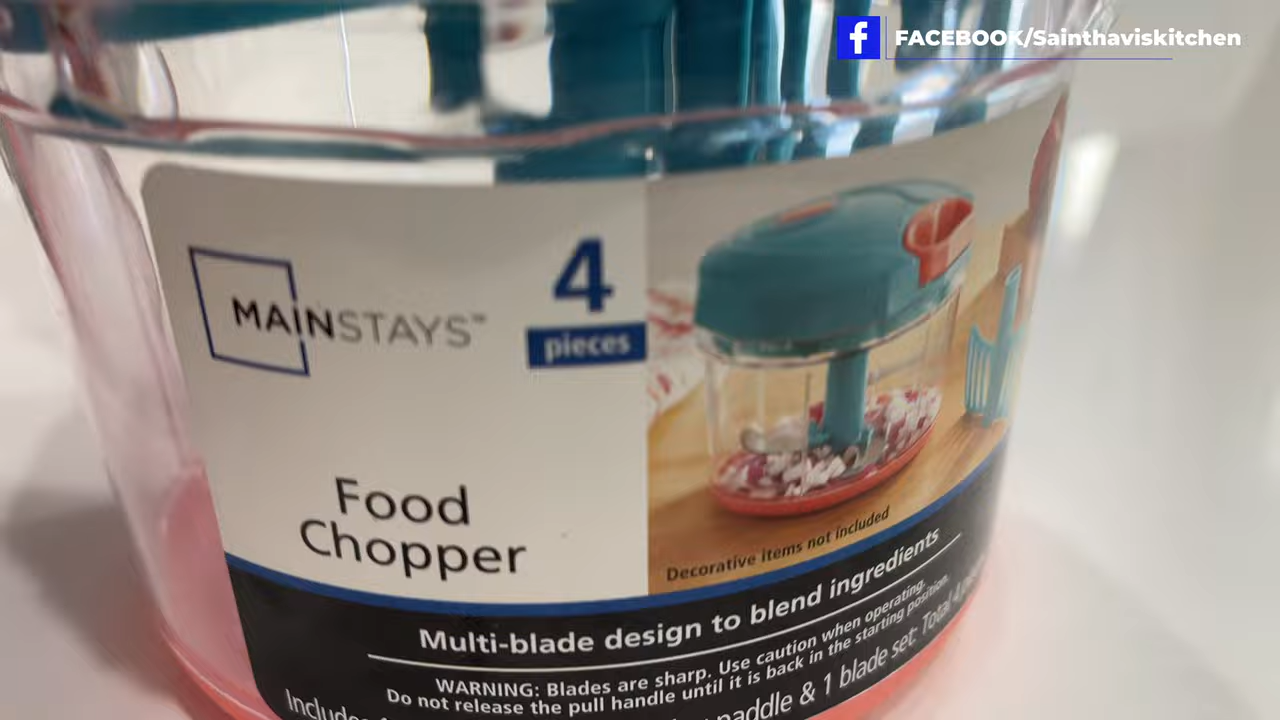 f FACEBOOK/Sainthaviskitchen
MAINSTAYS™
4
pieces
Food
Chopper
Decorative items not included
Multi-blade design to blend ingredients
WARNING: Blades are sharp. Use caution when operating.
Do not release the pull handle until it is back in the starting position.
paddle & 1 blade set: Total 4